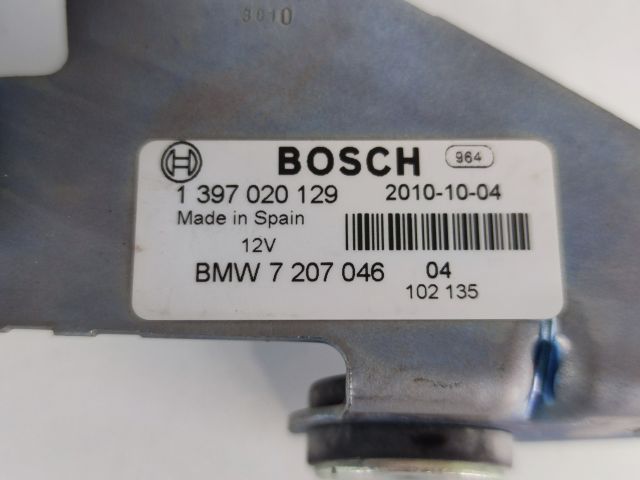 3010
BOSCH 964
1 397 020 129 2010-10-04
Made in Spain
12V
BMW 7 207 046 04
102 135